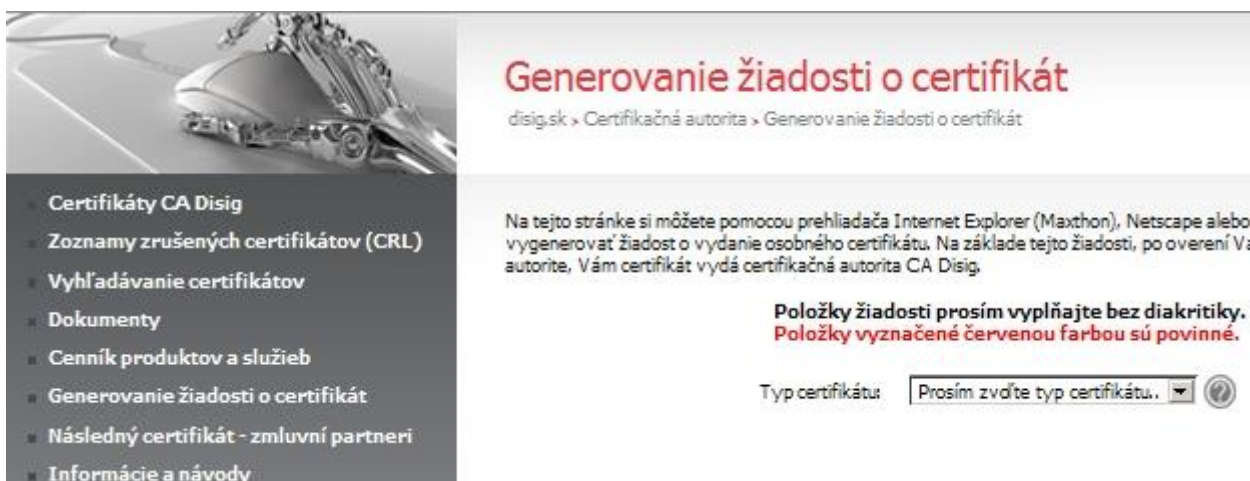 Generovanie žiadosti o certifikát
disig.sk > Certifikačná autorita > Generovanie žiadosti o certifikát
Certifikáty CA Disig
Zoznamy zrušených certifikátov (CRL)
Vyhľadávanie certifikátov
Dokumenty
Cenník produktov a služieb
Generovanie žiadosti o certifikát
Následný certifikát - zmluvní partneri
Informácie a návody
Na tejto stránke si môžete pomocou prehliadača Internet Explorer (Maxthon), Netscape alebo
vygenerovať žiadost o vydanie osobného certifikátu. Na základe tejto žiadosti, po overení
autorite, Vám certifikát vydá certifikačná autorita CA Disig.
Položky žiadosti prosím vyplňajte bez diakritiky.
Položky vyznačené červenou farbou sú povinné.
Typ certifikátu: Prosím zvoľte typ certifikátu..